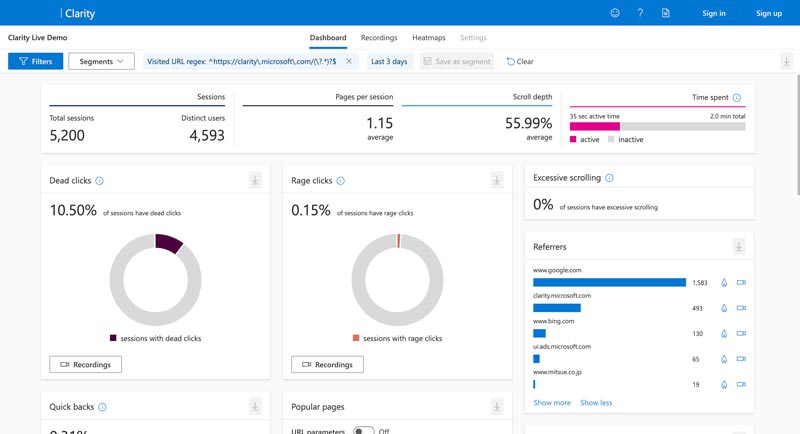 Clarity
Sign in
Sign up
Clarity Live Demo
Dashboard
Recordings
Heatmaps
Settings
Filters
Segments
Visited URL regex: ^https://clarity\.microsoft\.com/(\?.*)?$
Last 3 days
Save as segment
Clear
Sessions
Total sessions
Distinct users
5,200
4,593
Pages per session
1.15
average
Scroll depth
55.99%
average
Time spent
35 sec active time
2.0 min total
active
inactive
Dead clicks
10.50% of sessions have dead clicks
sessions with dead clicks
Recordings
Rage clicks
0.15% of sessions have rage clicks
sessions with rage clicks
Recordings
Excessive scrolling
0% of sessions have excessive scrolling
Referrers
www.google.com
1,583
clarity.microsoft.com
493
www.bing.com
130
ui.ads.microsoft.com
65
www.mitsue.co.jp
19
Show more
Show less
Quick backs
Popular pages
URL parameters
Off